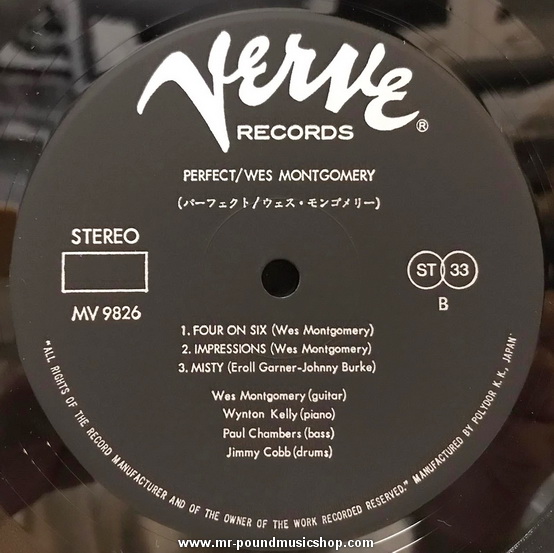 Verve
RECORDS
®
PERFECT/WES MONTGOMERY
(パーフェクト/ウェス・モンゴメリー)
STEREO
MV 9826
ST 33
B
1. FOUR ON SIX (Wes Montgomery)
2. IMPRESSIONS (Wes Montgomery)
3. MISTY (Eroll Garner-Johnny Burke)
Wes Montgomery (guitar)
Wynton Kelly (piano)
Paul Chambers (bass)
Jimmy Cobb (drums)
"ALL RIGHTS OF THE RECORD MANUFACTURER AND OF THE OWNER OF THE WORK RECORDED RESERVED." MANUFACTURED BY POLYDOR K. K., JAPAN
www.mr-poundmusicshop.com